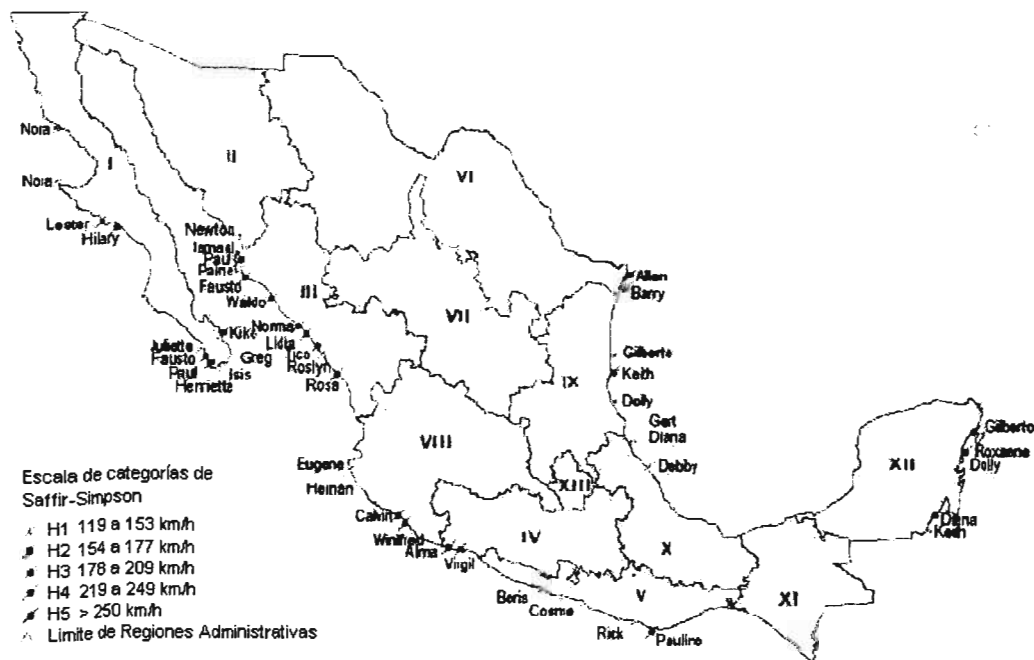 Nora
I
II
VI
Nora
Lester
Hilary
Newton
Ismael
Paul
Paine
Fausto
Waldo
III
Allen
Barry
Norma
Kiko
Lidia
VII
Juliette
Fausto
Greg
Tico
Paul
Isis
Roslyn
Henrietta
Rosa
Gilberto
Keith
IX
Dolly
Gert
Diana
Debby
VIII
Gilberto
Roxanne
Dolly
XII
Eugene
Hernan
XIII
Escala de categorías de
Saffir-Simpson
H1 119 a 153 km/h
H2 154 a 177 km/h
H3 178 a 209 km/h
H4 219 a 249 km/h
H5 > 250 km/h
Limite de Regiones Administrativas
Calvin
Winifred
Alma
Virgil
IV
X
Diana
Keith
Boris
Cosme
V
XI
Rick
Pauline